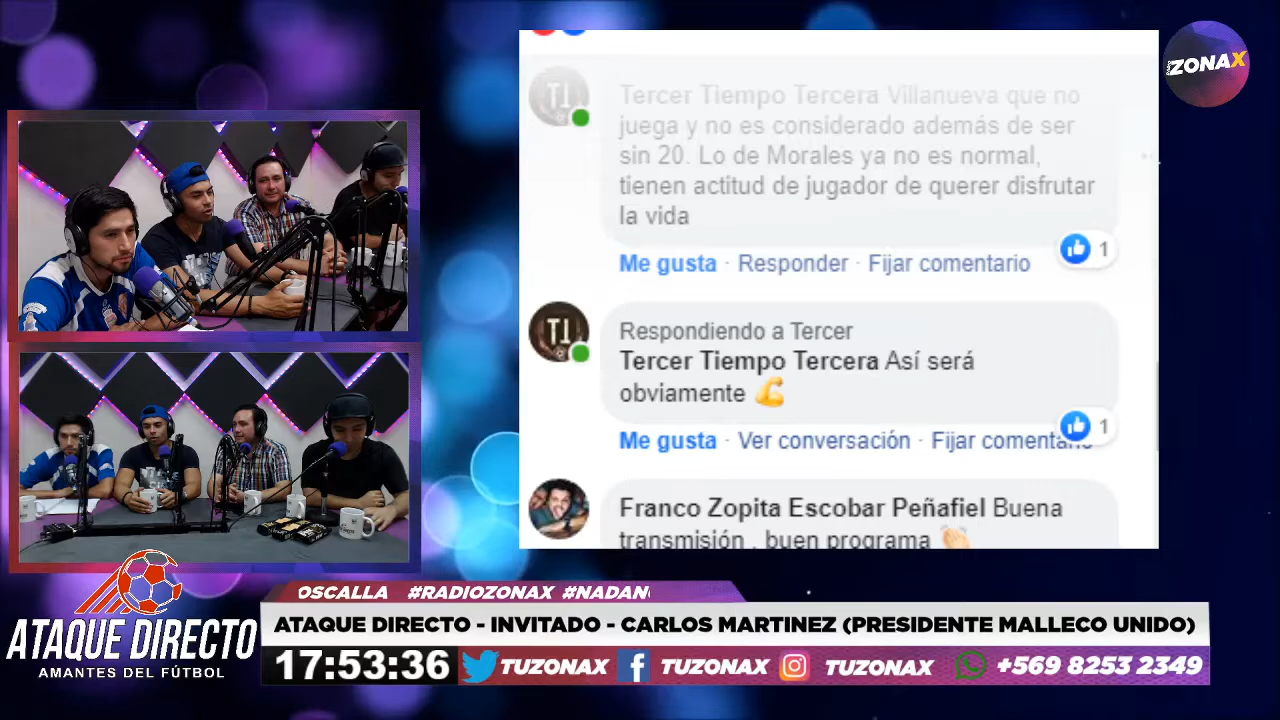 ZONAX
TI
Tercer Tiempo Tercera Villanueva que no
juega y no es considerado además de ser
sin 20. Lo de Morales ya no es normal,
tienen actitud de jugador de querer disfrutar
la vida
1
Me gusta · Responder · Fijar comentario
TI
Respondiendo a Tercer
Tercer Tiempo Tercera Así será
obviamente 💪
1
Me gusta · Ver conversación · Fijar comentario
Franco Zopita Escobar Peñafiel Buena
transmisión , buen programa 👏
OSCALLA #RADIOZONAX #NADAN
ATAQUE DIRECTO
AMANTES DEL FÚTBOL
ATAQUE DIRECTO - INVITADO - CARLOS MARTINEZ (PRESIDENTE MALLECO UNIDO)
17:53:36 TUZONAX TUZONAX TUZONAX +569 8253 2349